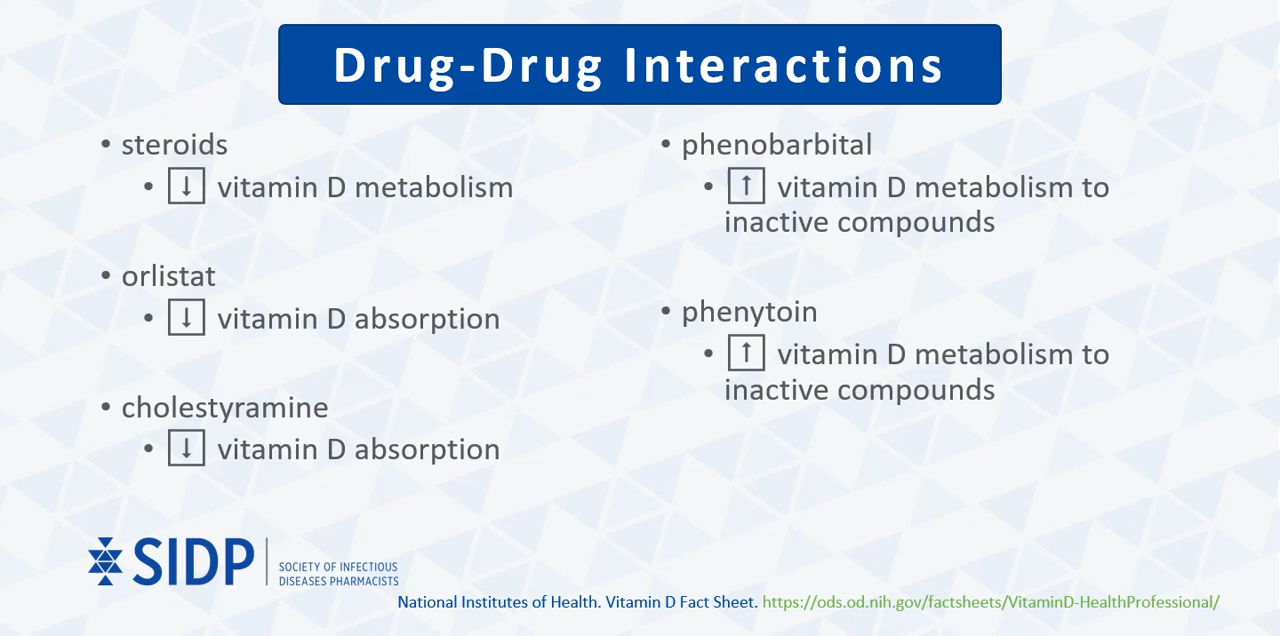 Drug-Drug Interactions
• steroids
• ↓ vitamin D metabolism
• orlistat
• ↓ vitamin D absorption
• cholestyramine
• ↓ vitamin D absorption
• phenobarbital
• ↑ vitamin D metabolism to
inactive compounds
• phenytoin
• ↑ vitamin D metabolism to
inactive compounds
SIDP
SOCIETY OF INFECTIOUS
DISEASES PHARMACISTS
National Institutes of Health. Vitamin D Fact Sheet. https://ods.od.nih.gov/factsheets/VitaminD-HealthProfessional/